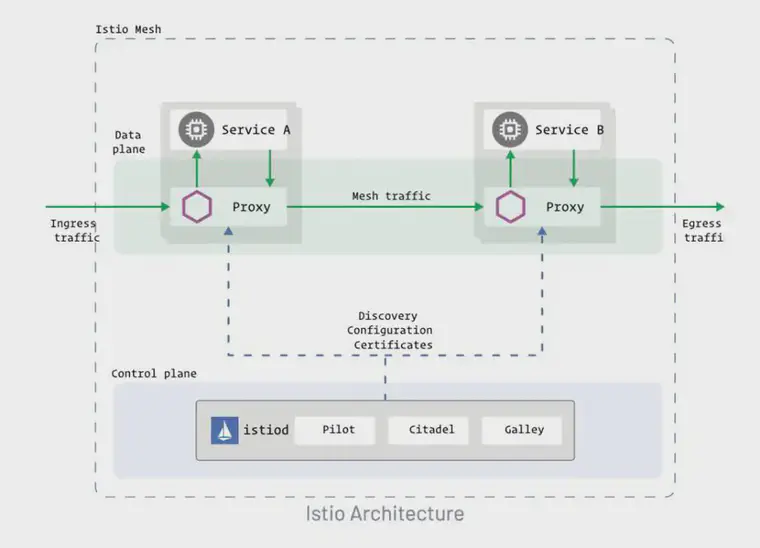 Istio Mesh
Data
plane
Service A
Service B
Proxy
Mesh traffic
Proxy
Ingress
traffic
Egress
traffi
Discovery
Configuration
Certificates
Control plane
istiod
Pilot
Citadel
Galley
Istio Architecture